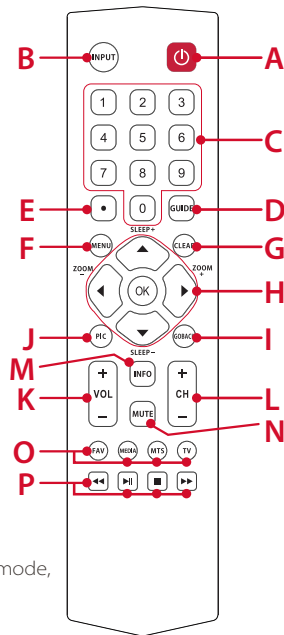 B INPUT A
1 2 3
4 5 6 C
7 8 9
E • 0 GUIDE D
SLEEP+
F MENU CLEAR G
ZOOM − ZOOM +
OK H
J PIC GOBACK I
SLEEP−
M INFO
+ +
K VOL CH L
− −
MUTE N
O FAV MEDIA MTS TV
P
mode,